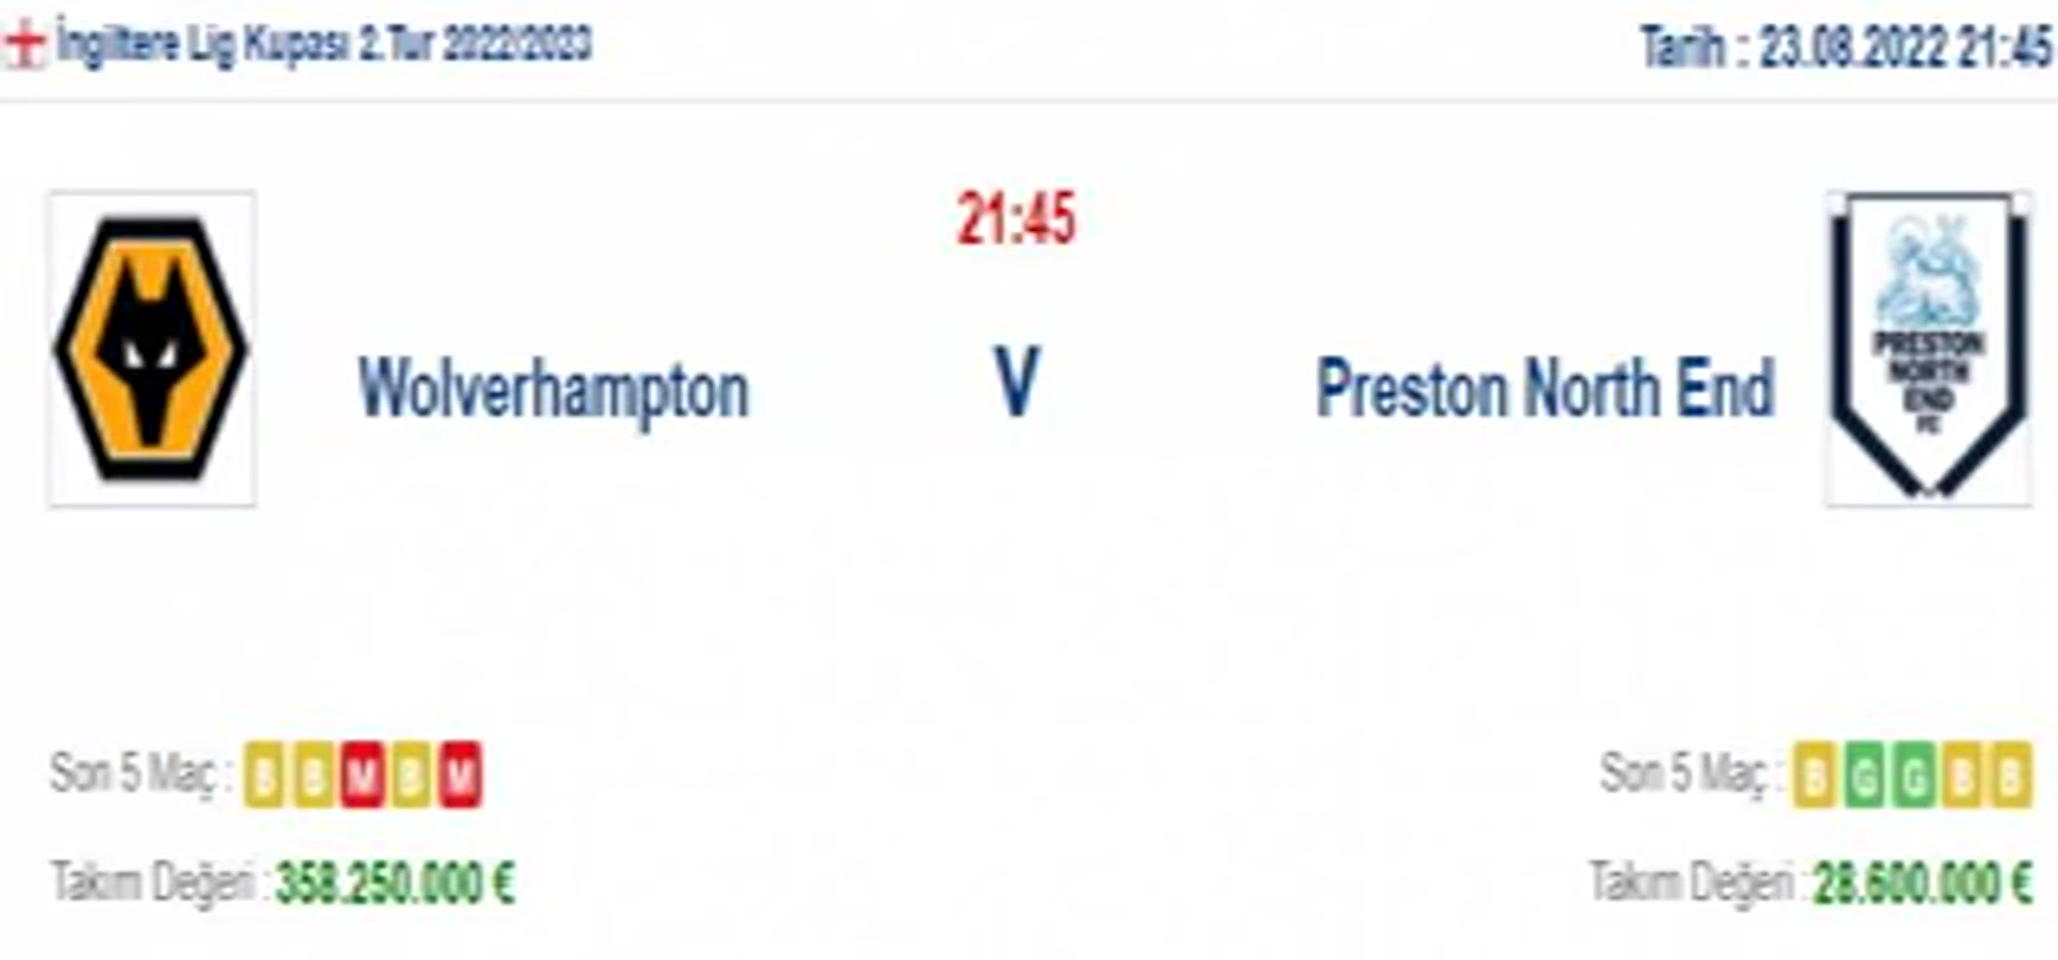 İngiltere Lig Kupası 2.Tur 2022/2023
Tarih : 23.08.2022 21:45
21:45
Wolverhampton
V
Preston North End
PRESTON
NORTH
END
FC
Son 5 Maç : B B M B M
Son 5 Maç : B G G B B
Takım Değeri : 358.250.000 €
Takım Değeri : 28.600.000 €